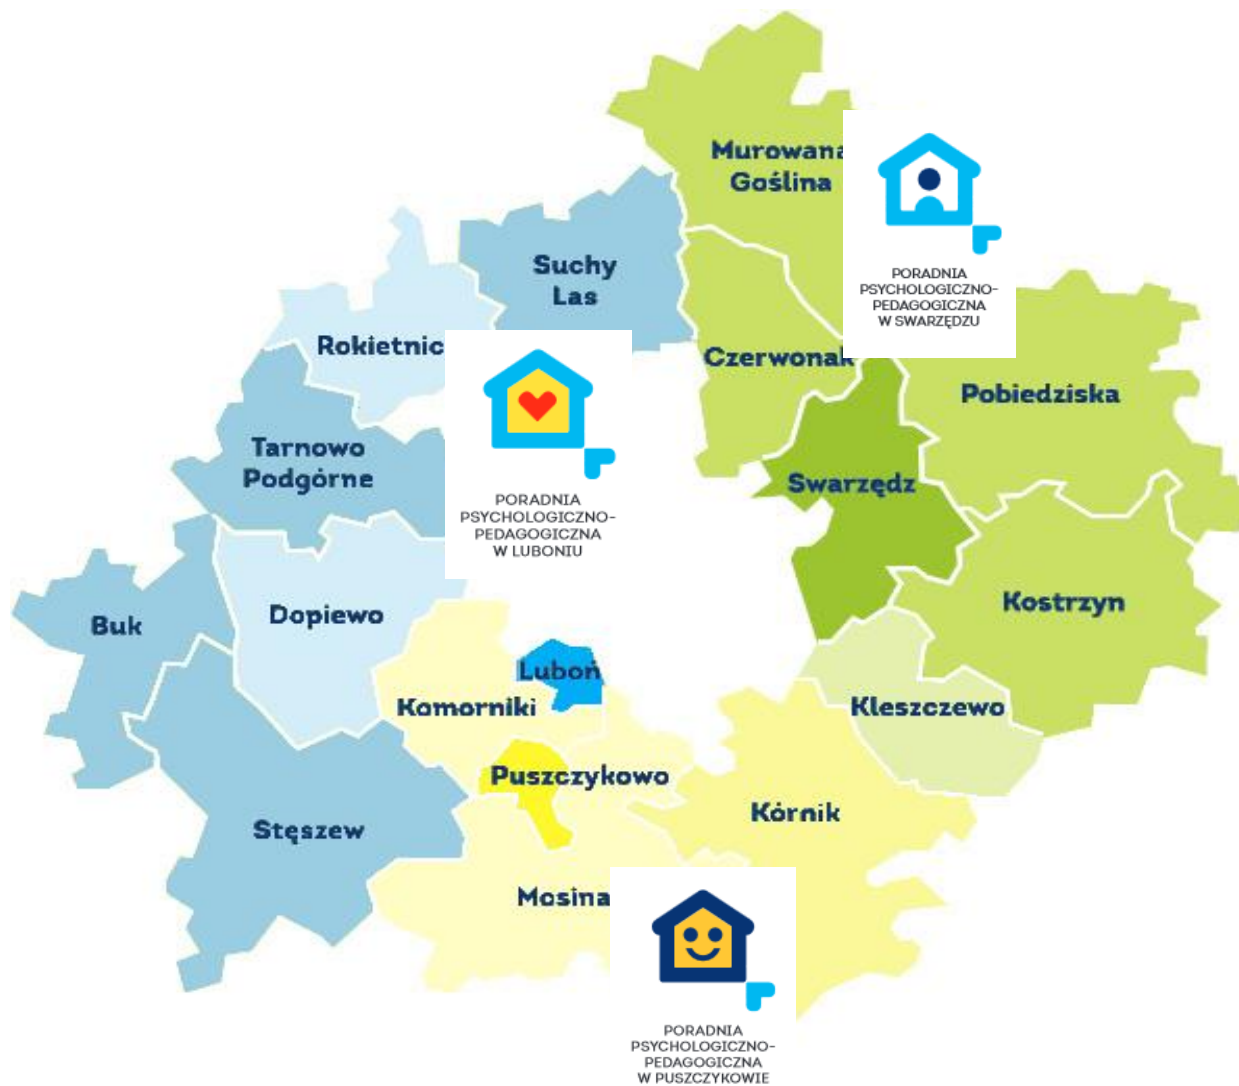 Murowana
Goślina
PORADNIA
PSYCHOLOGICZNO-
PEDAGOGICZNA
W SWARZĘDZU
Suchy
Las
Rokietnic
Czerwonak
Pobiedziska
Tarnowo
Podgórne
PORADNIA
PSYCHOLOGICZNO-
PEDAGOGICZNA
W LUBONIU
Swarzędz
Buk
Dopiewo
Kostrzyn
Luboń
Komorniki
Kleszczewo
Puszczykowo
Stęszew
Kórnik
Mosina
PORADNIA
PSYCHOLOGICZNO-
PEDAGOGICZNA
W PUSZCZYKOWIE